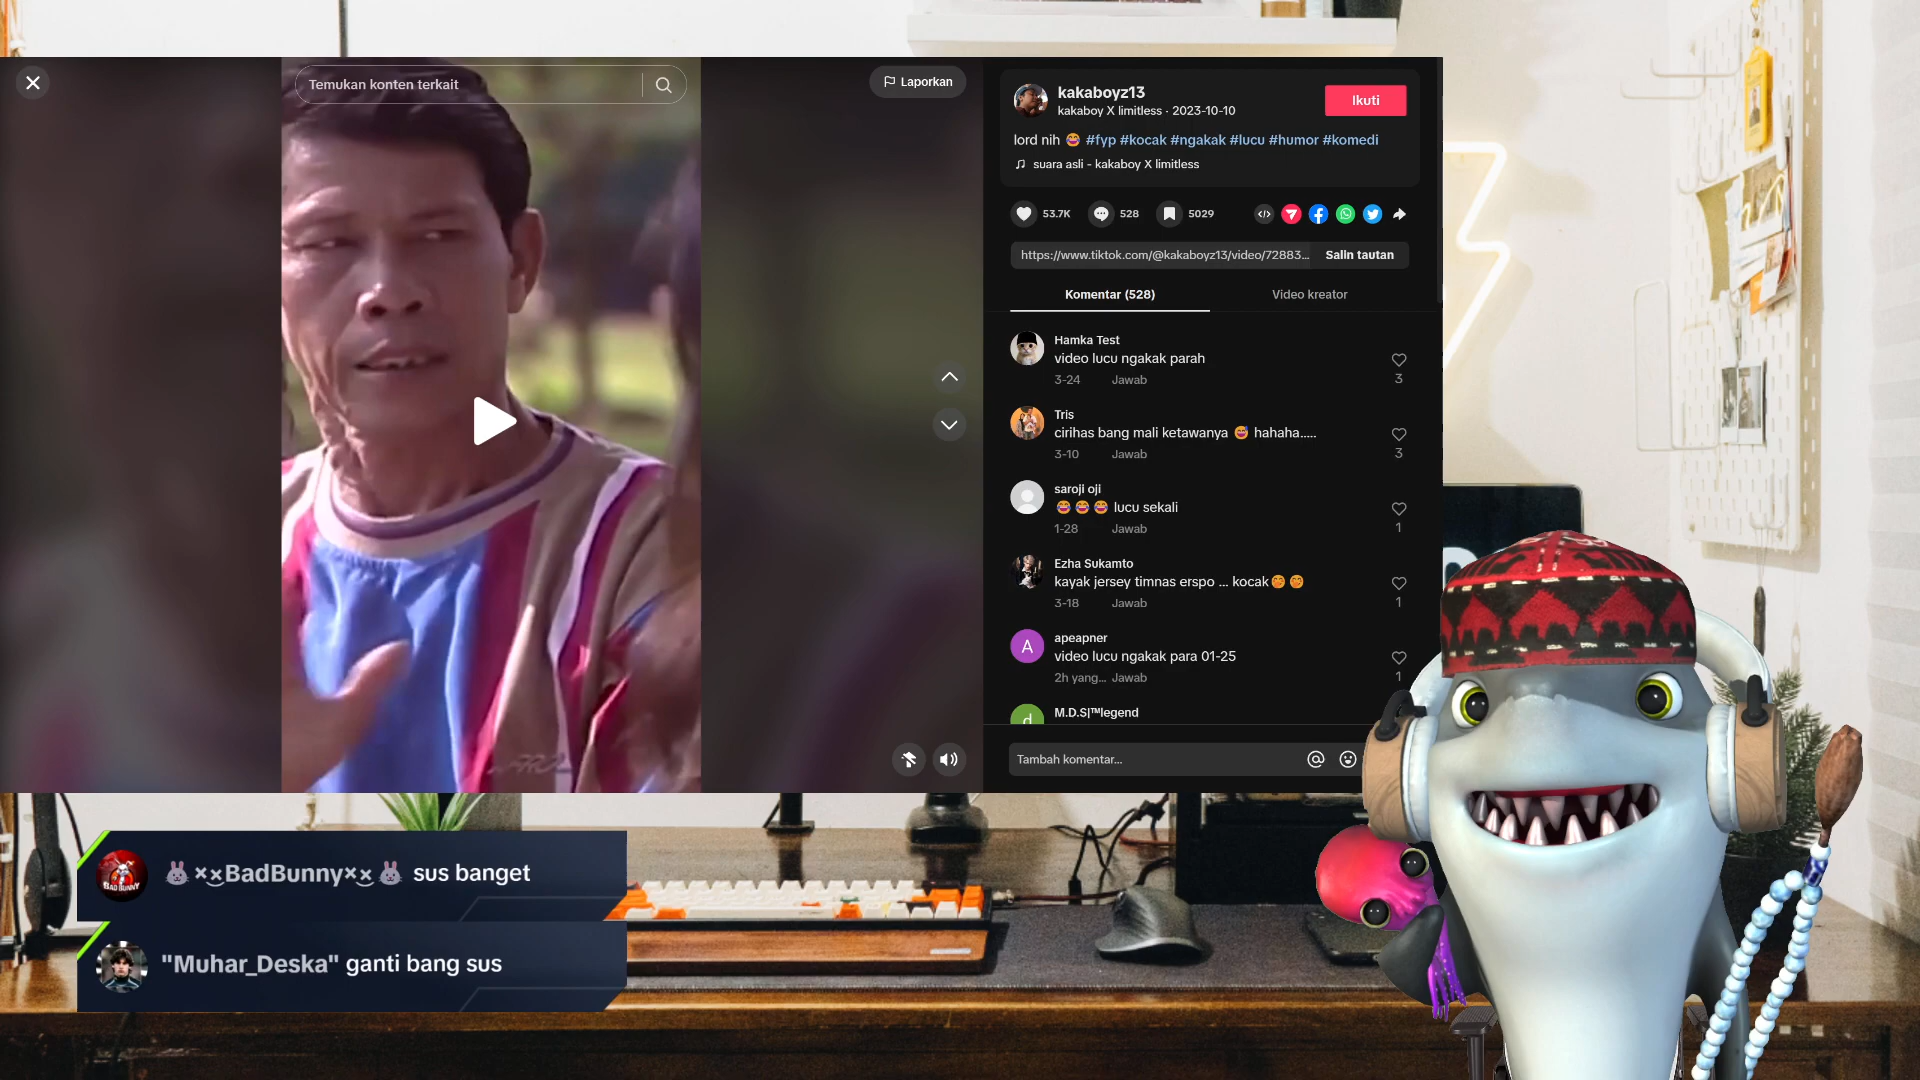 Temukan konten terkait
Laporkan
kakaboyz13
kakaboy X limitless · 2023-10-10
Ikuti
lord nih 😂 #fyp #kocak #ngakak #lucu #humor #komedi
suara asli - kakaboy X limitless
53.7K
528
5029
https://www.tiktok.com/@kakaboyz13/video/72883...
Salin tautan
Komentar (528)
Video kreator
Hamka Test
video lucu ngakak parah
3-24 Jawab
3
Tris
cirihas bang mali ketawanya 😅 hahaha.....
3-10 Jawab
3
saroji oji
😂😂😂 lucu sekali
1-28 Jawab
1
Ezha Sukamto
kayak jersey timnas erspo ... kocak🤭🤭
3-18 Jawab
1
A
apeapner
video lucu ngakak para 01-25
2h yang... Jawab
1
d
M.D.S|™legend
Tambah komentar...
BAD BUNNY
🐰×͜×BadBunny×͜×🐰 sus banget
"Muhar_Deska" ganti bang sus